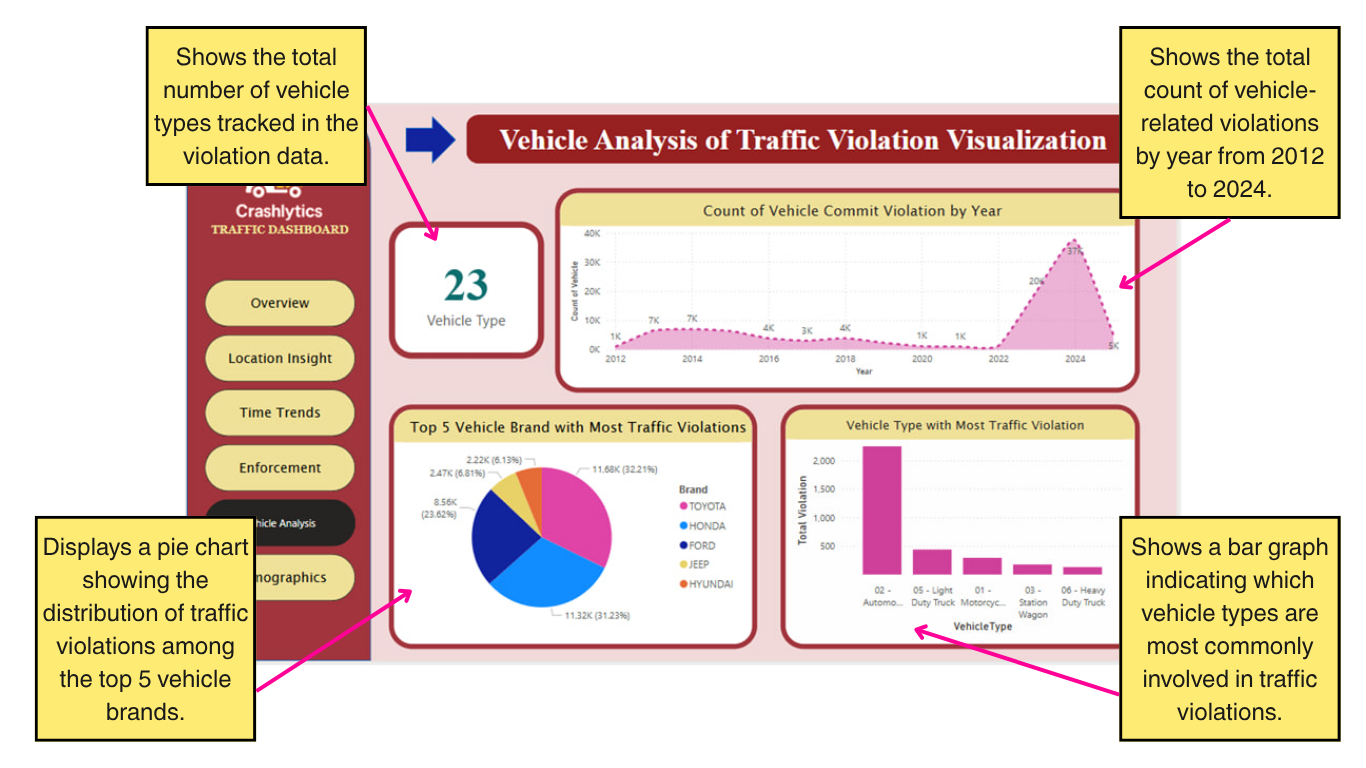 Shows the total
number of vehicle
types tracked in the
violation data.
Shows the total
count of vehicle-
related violations
by year from 2012
to 2024.
Vehicle Analysis of Traffic Violation Visualization
Crashlytics
TRAFFIC DASHBOARD
Overview
Location Insight
Time Trends
Enforcement
hicle Analysis
mographics
23
Vehicle Type
Count of Vehicle Commit Violation by Year
Count of Vehicle
40K
30K
20K
10K
0K
1K
7K
7K
4K
3K
4K
1K
1K
20K
37K
5K
2012
2014
2016
2018
2020
2022
2024
Year
Top 5 Vehicle Brand with Most Traffic Violations
2.22K (6.13%)
2.47K (6.81%)
8.56K
(23.62%)
11.68K (32.21%)
11.32K (31.23%)
Brand
TOYOTA
HONDA
FORD
JEEP
HYUNDAI
Vehicle Type with Most Traffic Violation
Total Violation
2,000
1,500
1,000
500
02 -
Automo...
05 - Light
Duty Truck
01 -
Motorcyc...
03 -
Station
Wagon
06 - Heavy
Duty Truck
VehicleType
Displays a pie chart
showing the
distribution of traffic
violations among
the top 5 vehicle
brands.
Shows a bar graph
indicating which
vehicle types are
most commonly
involved in traffic
violations.